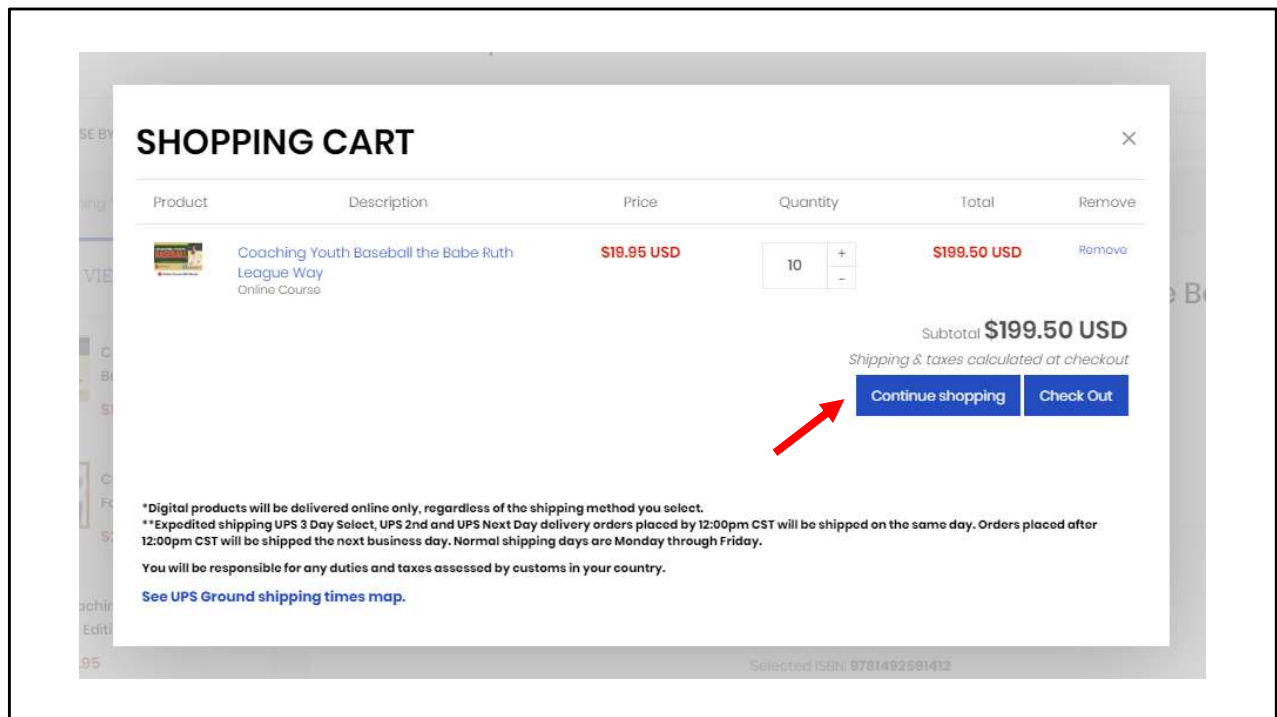 SHOPPING CART
×
Product Description Price Quantity Total Remove
Coaching Youth Baseball the Babe Ruth
League Way
Online Course
$19.95 USD
10
+
-
$199.50 USD
Remove
Subtotal $199.50 USD
Shipping & taxes calculated at checkout
Continue shopping
Check Out
*Digital products will be delivered online only, regardless of the shipping method you select.
**Expedited shipping UPS 3 Day Select, UPS 2nd and UPS Next Day delivery orders placed by 12:00pm CST will be shipped on the same day. Orders placed after
12:00pm CST will be shipped the next business day. Normal shipping days are Monday through Friday.
You will be responsible for any duties and taxes assessed by customs in your country.
See UPS Ground shipping times map.
SE BY
VIE
.95
Selected ISBN: 9781492591412